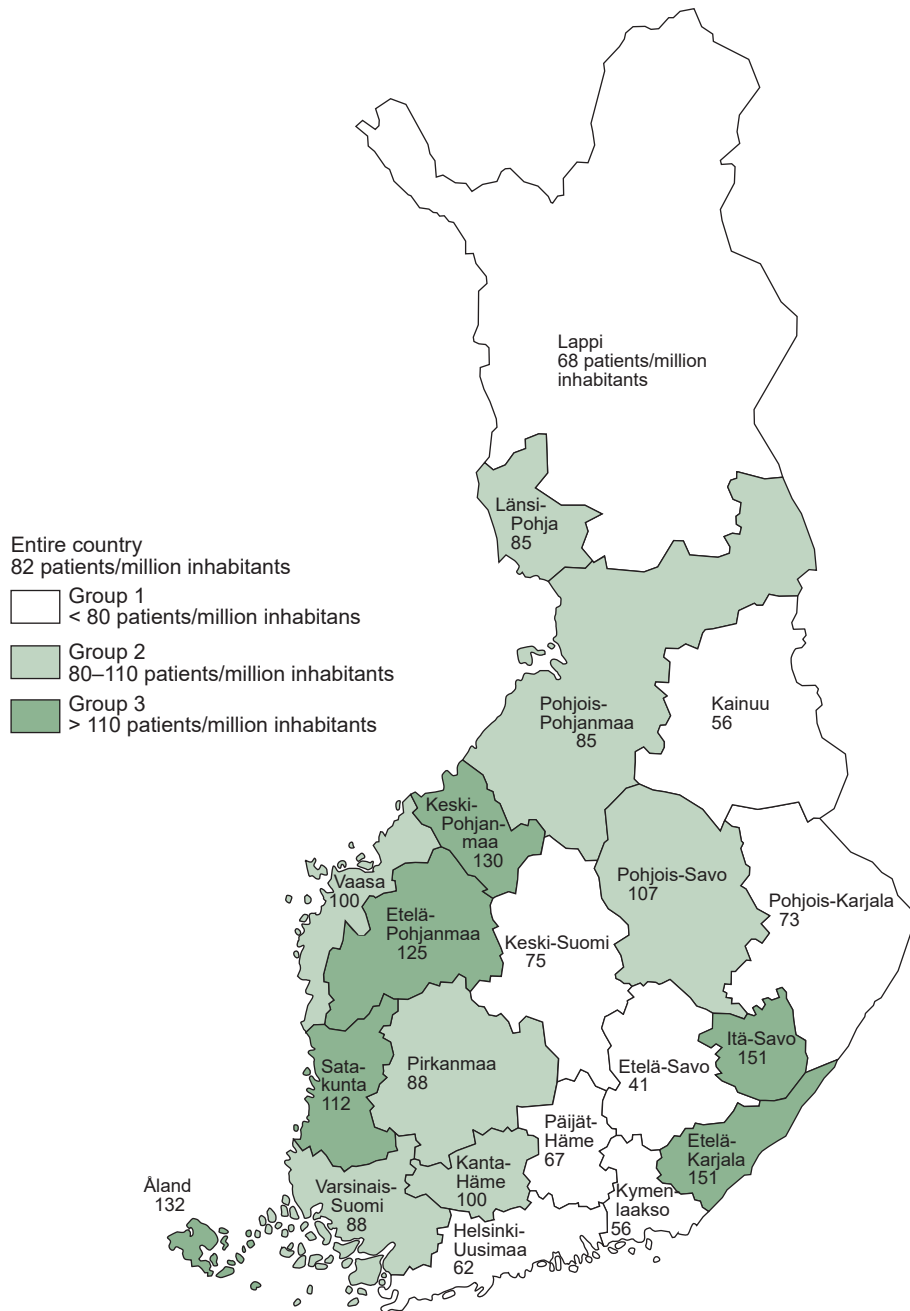 Lappi
68 patients/million
inhabitants
Länsi-
Pohja
85
Entire country
82 patients/million inhabitants
Group 1
< 80 patients/million inhabitans
Group 2
80–110 patients/million inhabitants
Group 3
> 110 patients/million inhabitants
Pohjois-
Pohjanmaa
85
Kainuu
56
Keski-
Pohjan-
maa
130
Vaasa
100
Etelä-
Pohjanmaa
125
Keski-Suomi
75
Pohjois-Savo
107
Pohjois-Karjala
73
Sata-
kunta
112
Pirkanmaa
88
Etelä-Savo
41
Itä-Savo
151
Päijät-
Häme
67
Etelä-
Karjala
151
Kanta-
Häme
100
Åland
132
Varsinais-
Suomi
88
Kymen-
laakso
56
Helsinki-
Uusimaa
62